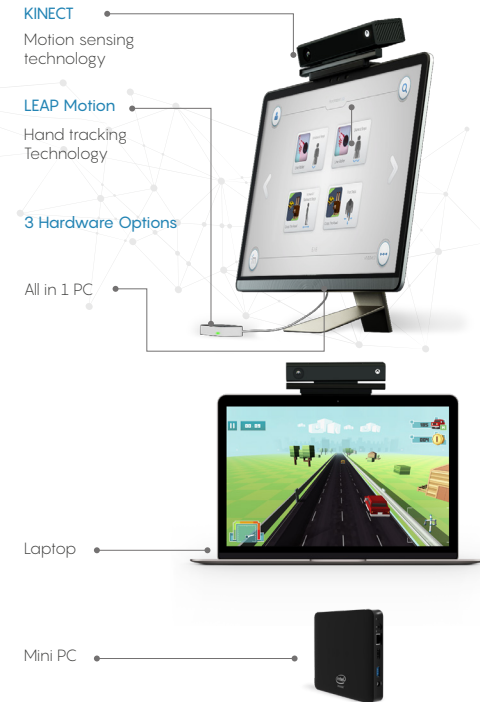 KINECT
Motion sensing
technology
LEAP Motion
Hand tracking
Technology
3 Hardware Options
All in 1 PC
Laptop
Mini PC
intel